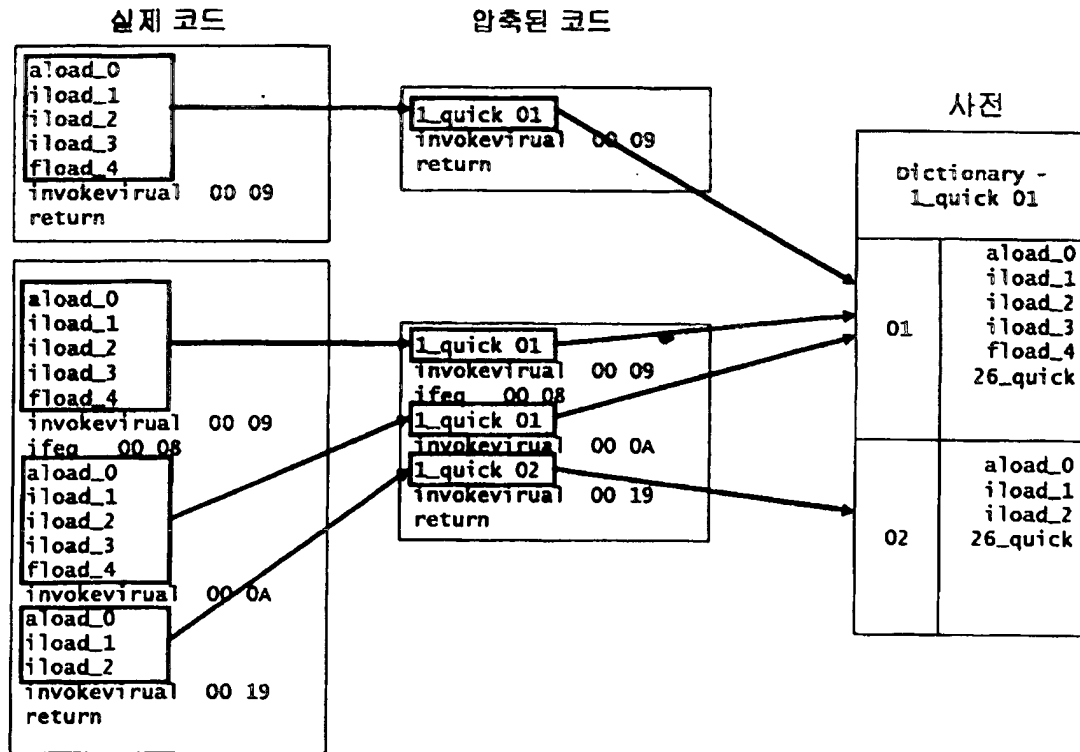 실제 코드
aload_0
iload_1
iload_2
iload_3
fload_4
invokevirual 00 09
return
aload_0
iload_1
iload_2
iload_3
fload_4
invokevirual 00 09
ifeq 00 08
aload_0
iload_1
iload_2
iload_3
fload_4
invokevirual 00 0A
aload_0
iload_1
iload_2
invokevirual 00 19
return
압축된 코드
1_quick 01
invokevirual 00 09
return
1_quick 01
invokevirual 00 09
ifeq 00 08
1_quick 01
invokevirual 00 0A
1_quick 02
invokevirual 00 19
return
사전
Dictionary -
1_quick 01
01
aload_0
iload_1
iload_2
iload_3
fload_4
26_quick
02
aload_0
iload_1
iload_2
26_quick